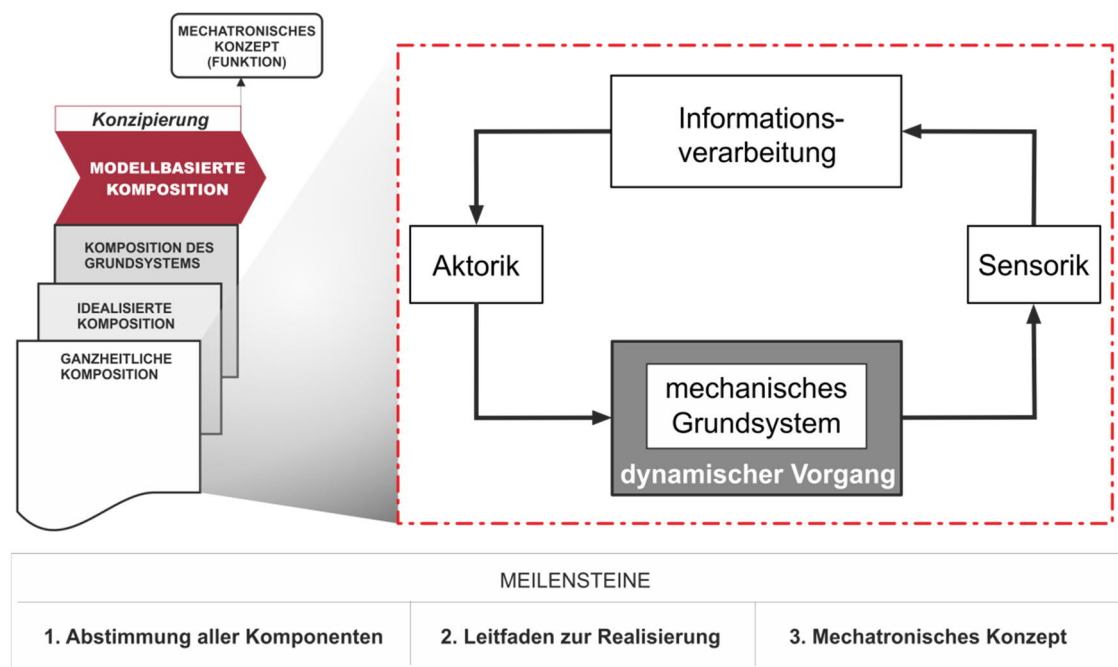 MECHATRONISCHES
KONZEPT
(FUNKTION)
Konzipierung
MODELLBASIERTE
KOMPOSITION
KOMPOSITION DES
GRUNDSYSTEMS
IDEALISIERTE
KOMPOSITION
GANZHEITLICHE
KOMPOSITION
Informations-
verarbeitung
Aktorik
Sensorik
mechanisches
Grundsystem
dynamischer Vorgang
MEILENSTEINE
1. Abstimmung aller Komponenten
2. Leitfaden zur Realisierung
3. Mechatronisches Konzept